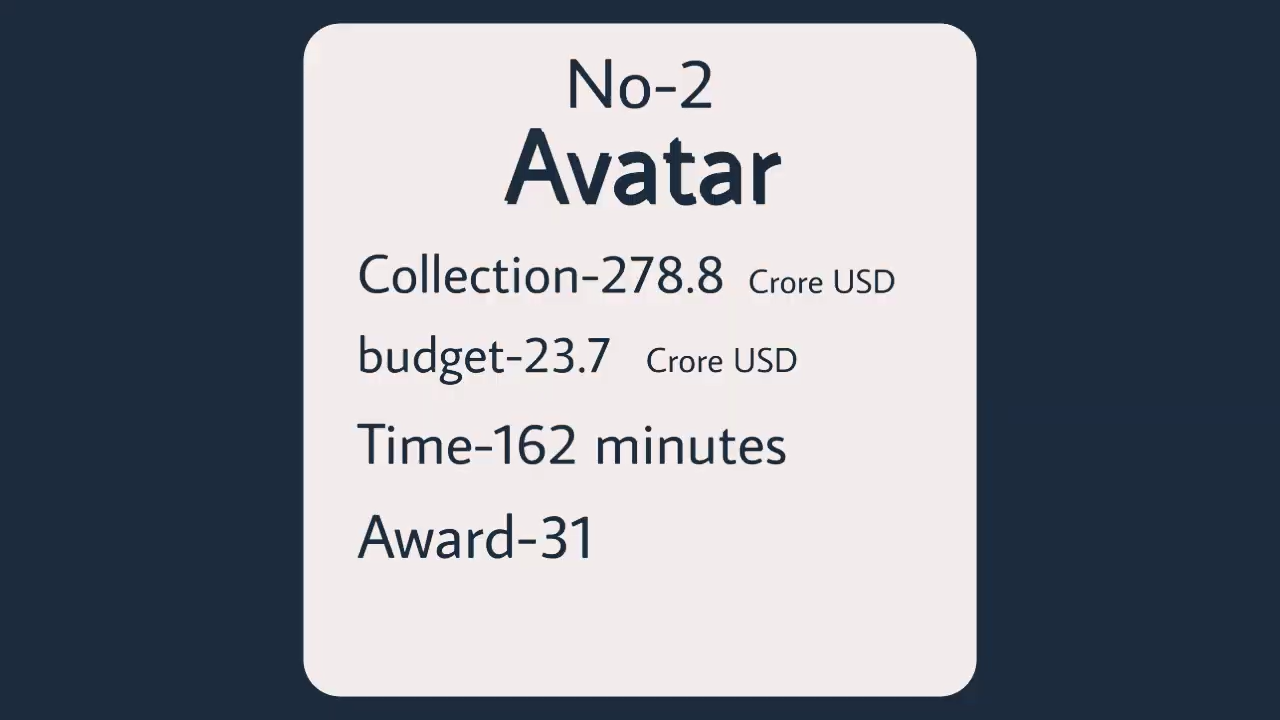 No-2
Avatar
Collection-278.8 Crore USD
budget-23.7 Crore USD
Time-162 minutes
Award-31